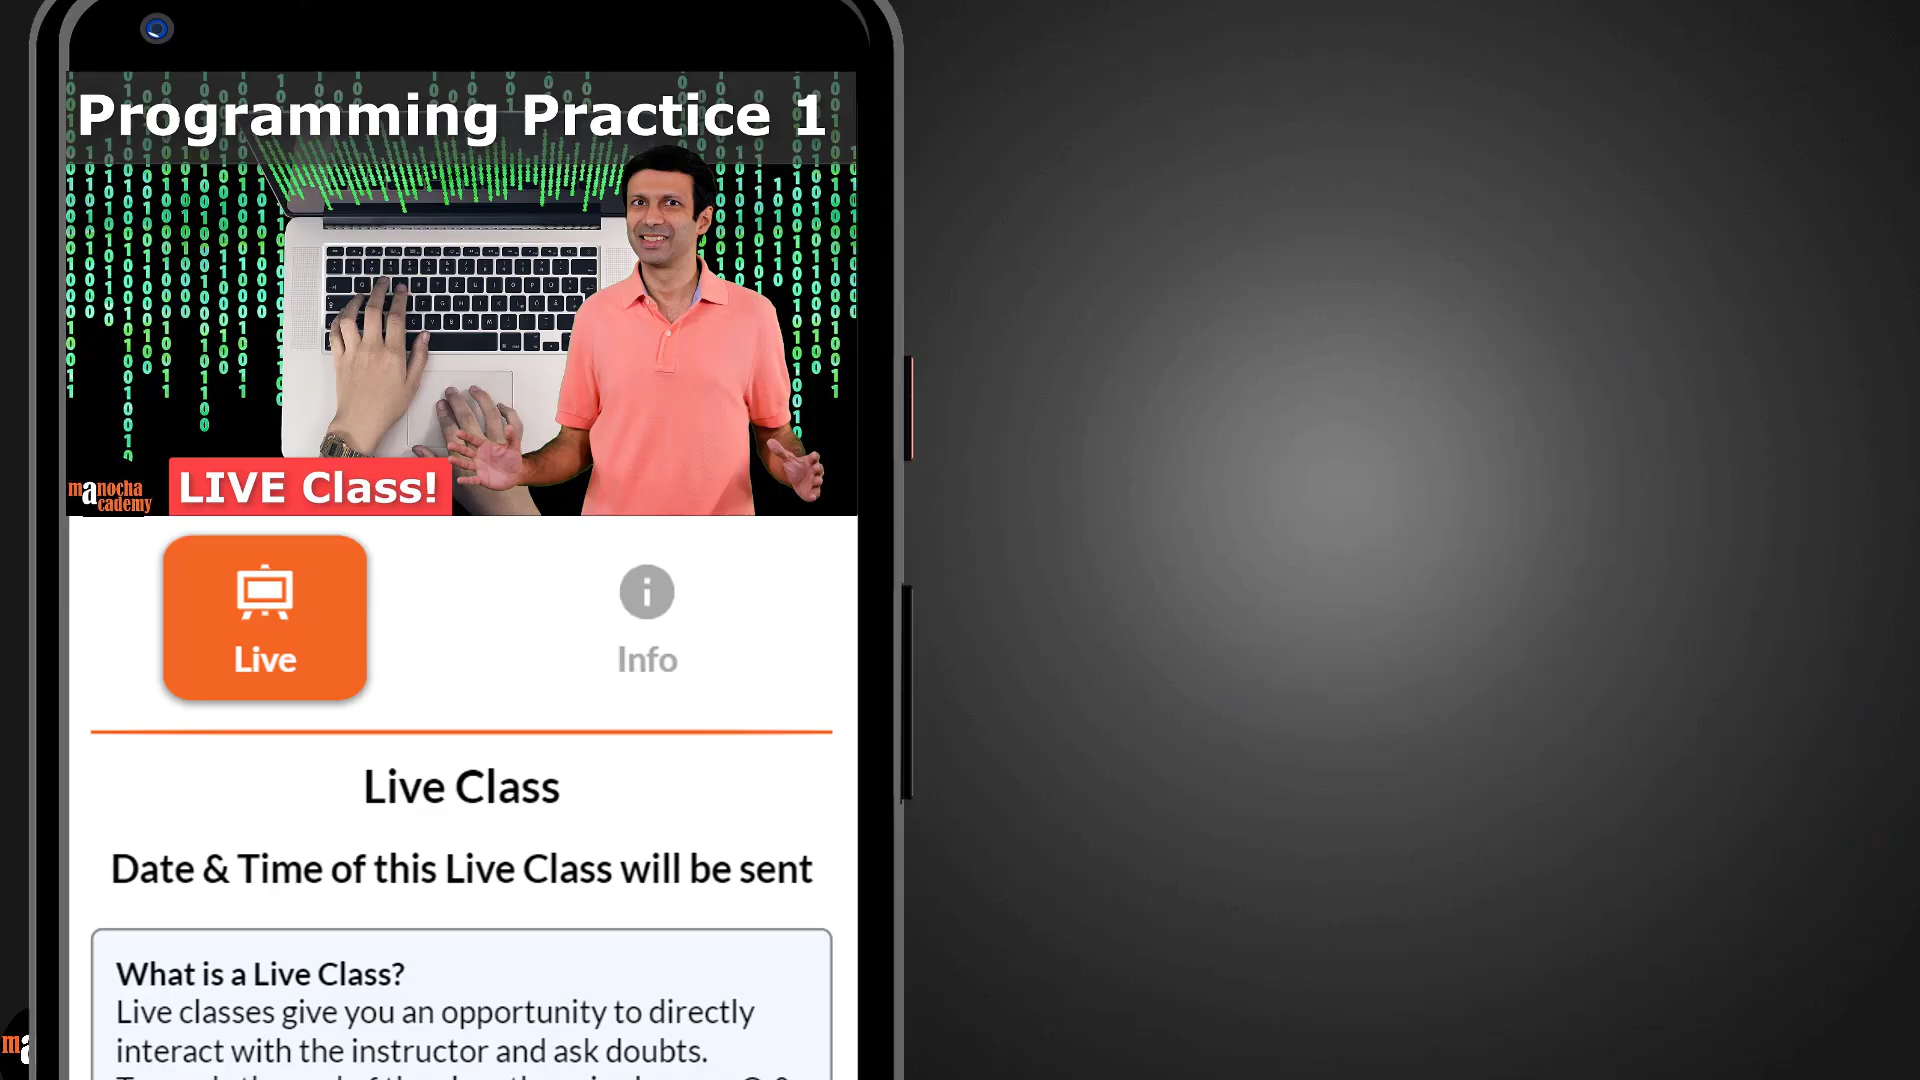 Programming Practice 1
manocha
academy
LIVE Class!
Live
Info
Live Class
Date & Time of this Live Class will be sent
What is a Live Class?
Live classes give you an opportunity to directly
interact with the instructor and ask doubts.